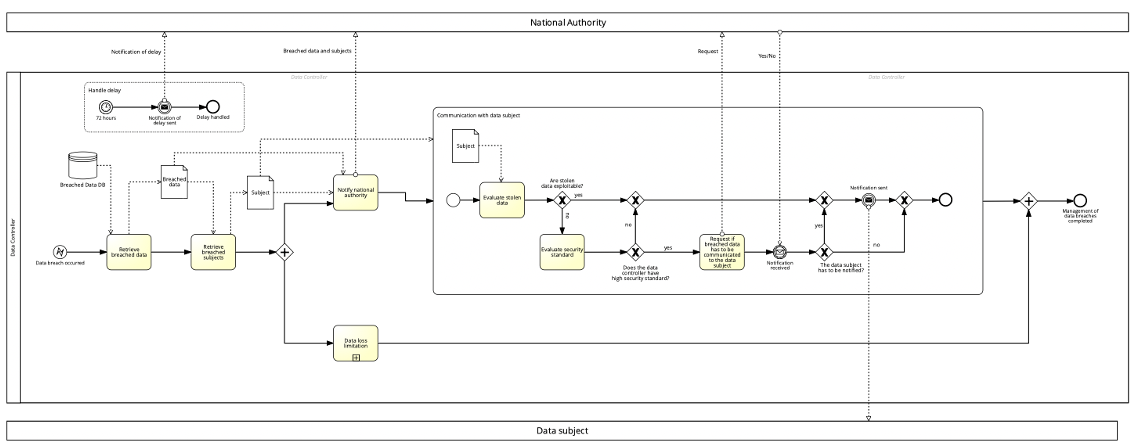 National Authority
Notification of delay
Breached data and subjects
Request
Yes/No
Data Controller
Data Controller
Data Controller
Handle delay
72 hours
Notification of
delay sent
Delay handled
Communication with data subject
Subject
Breached Data DB
Breached
data
Subject
Notify national
authority
Evaluate stolen
data
Are stolen
data exploitable?
yes
no
Notification sent
Management of
data breaches
completed
Data breach occurred
Retrieve
breached data
Retrieve
breached
subjects
Evaluate security
standard
no
Does the data
controller have
high security standard?
yes
Request if
breached data
has to be
communicated
to the data
subject
Notification
received
yes
The data subject
has to be notified?
no
Data loss
limitation
Data subject